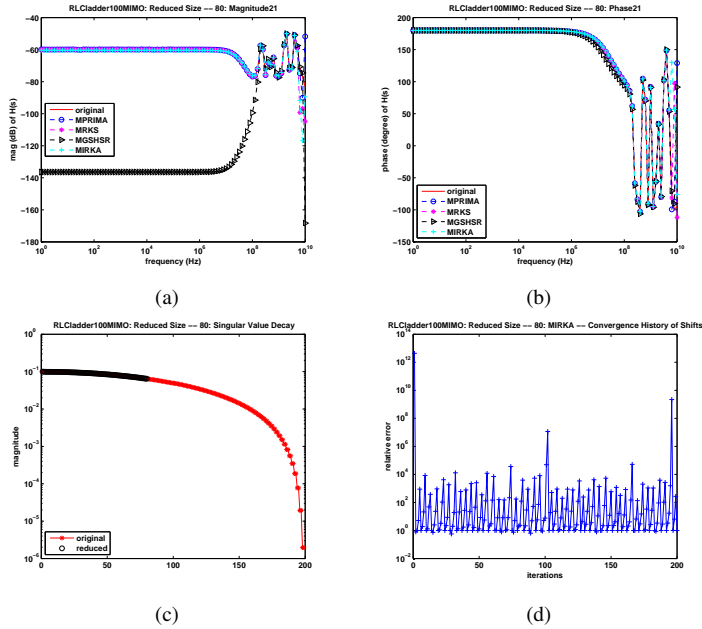 RLCladder100MIMO: Reduced Size −− 80: Magnitude21
mag (dB) of H(s)
−40
−60
−80
−100
−120
−140
−160
−180
original
MPRIMA
MRKS
MGSHSR
MIRKA
10^0 10^2 10^4 10^6 10^8 10^10
frequency (Hz)
(a)
RLCladder100MIMO: Reduced Size −− 80: Phase21
phase (degree) of H(s)
200
150
100
50
0
−50
−100
−150
original
MPRIMA
MRKS
MGSHSR
MIRKA
10^0 10^2 10^4 10^6 10^8 10^10
frequency (Hz)
(b)
RLCladder100MIMO: Reduced Size −− 80: Singular Value Decay
magnitude
10^0
10^−1
10^−2
10^−3
10^−4
10^−5
10^−6
original
reduced
0 50 100 150 200
(c)
RLCladder100MIMO: Reduced Size −− 80: MIRKA −− Convergence History of Shifts
relative error
10^14
10^12
10^10
10^8
10^6
10^4
10^2
10^0
10^−2
0 50 100 150 200
iterations
(d)